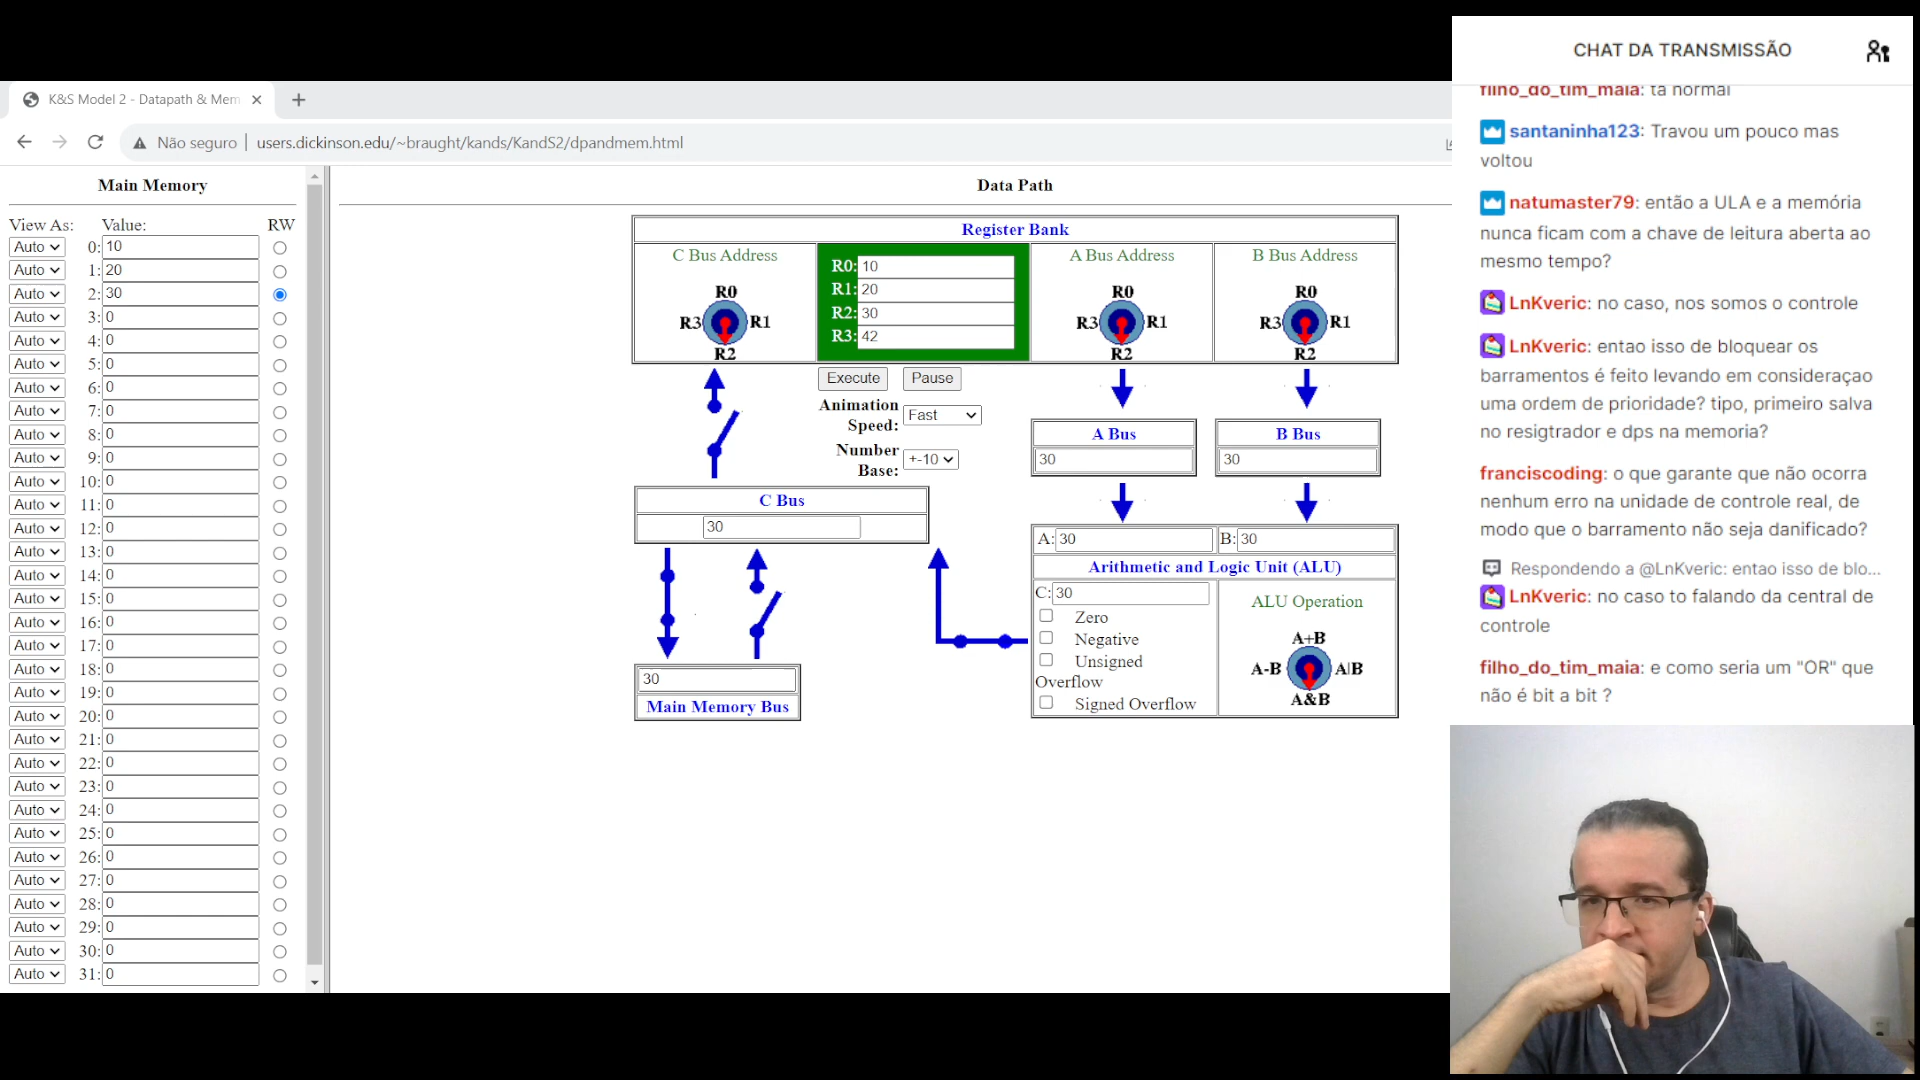 K&S Model 2 - Datapath & Mem
Não seguro
users.dickinson.edu/~braught/kands/KandS2/dpandmem.html
Main Memory
View As: Value: RW
Auto 0: 10
Auto 1: 20
Auto 2: 30
Auto 3: 0
Auto 4: 0
Auto 5: 0
Auto 6: 0
Auto 7: 0
Auto 8: 0
Auto 9: 0
Auto 10: 0
Auto 11: 0
Auto 12: 0
Auto 13: 0
Auto 14: 0
Auto 15: 0
Auto 16: 0
Auto 17: 0
Auto 18: 0
Auto 19: 0
Auto 20: 0
Auto 21: 0
Auto 22: 0
Auto 23: 0
Auto 24: 0
Auto 25: 0
Auto 26: 0
Auto 27: 0
Auto 28: 0
Auto 29: 0
Auto 30: 0
Auto 31: 0
Data Path
Register Bank
C Bus Address
R0
R3 R1
R2
R0: 10
R1: 20
R2: 30
R3: 42
A Bus Address
R0
R3 R1
R2
B Bus Address
R0
R3 R1
R2
Execute Pause
Animation Speed: Fast
Number Base: +-10
A Bus
30
B Bus
30
C Bus
30
30
Main Memory Bus
A: 30 B: 30
Arithmetic and Logic Unit (ALU)
C: 30
Zero
Negative
Unsigned
Overflow
Signed Overflow
ALU Operation
A+B
A-B A|B
A&B
CHAT DA TRANSMISSÃO
filho_do_tim_maia: ta normal
santaninha123: Travou um pouco mas
voltou
natumaster79: então a ULA e a memória
nunca ficam com a chave de leitura aberta ao
mesmo tempo?
LnKveric: no caso, nos somos o controle
LnKveric: entao isso de bloquear os
barramentos é feito levando em consideraçao
uma ordem de prioridade? tipo, primeiro salva
no resigtrador e dps na memoria?
franciscoding: o que garante que não ocorra
nenhum erro na unidade de controle real, de
modo que o barramento não seja danificado?
Respondendo a @LnKveric: entao isso de blo...
LnKveric: no caso to falando da central de
controle
filho_do_tim_maia: e como seria um "OR" que
não é bit a bit ?